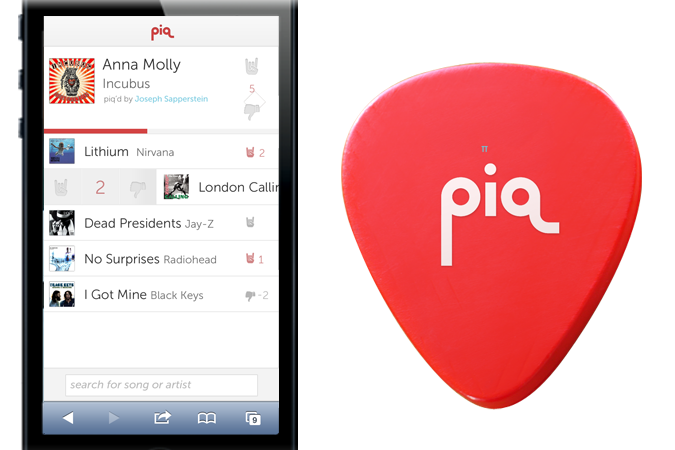 piq
Anna Molly
Incubus
piq'd by Joseph Sapperstein
5
Lithium Nirvana 2
2 London Callin
Dead Presidents Jay-Z
No Surprises Radiohead 1
I Got Mine Black Keys -2
search for song or artist
9
π
piq